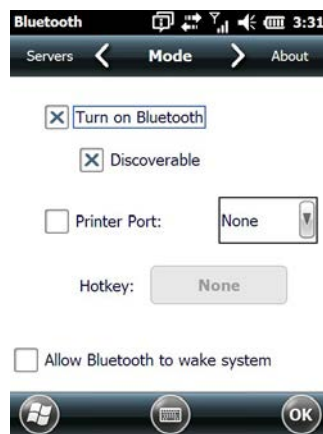 Bluetooth 3:31
Servers Mode About
Turn on Bluetooth
Discoverable
Printer Port: None
Hotkey: None
Allow Bluetooth to wake system
OK